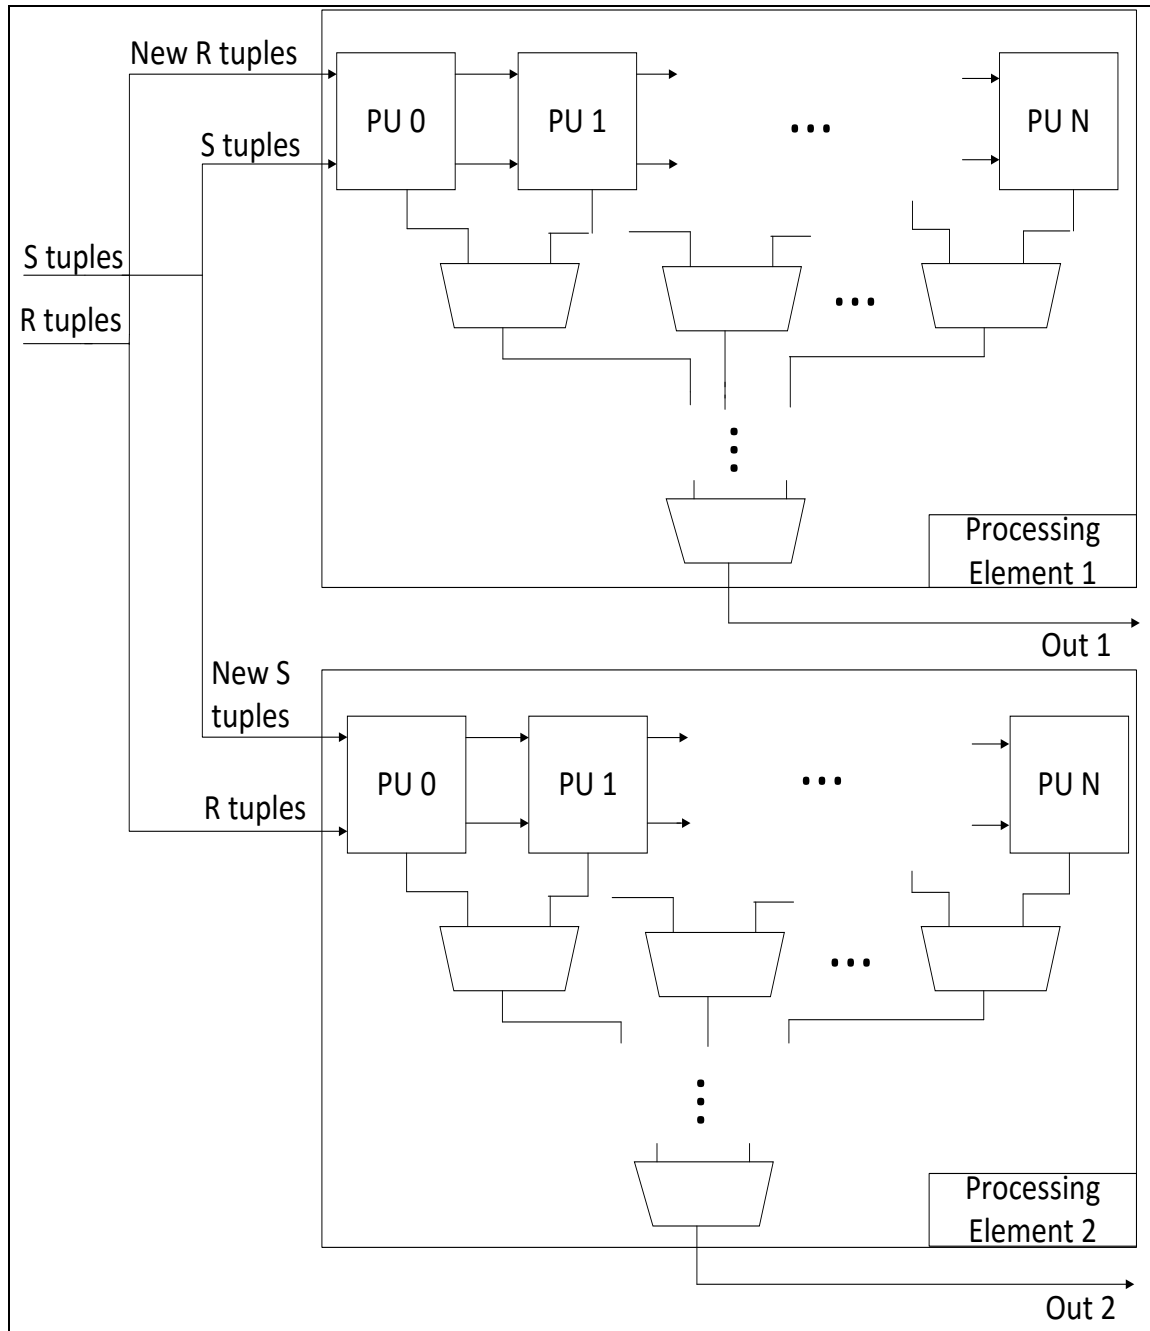 New R tuples
S tuples
S tuples
R tuples
PU 0
PU 1
...
PU N
...
Processing
Element 1
Out 1
New S
tuples
R tuples
PU 0
PU 1
...
PU N
...
Processing
Element 2
Out 2